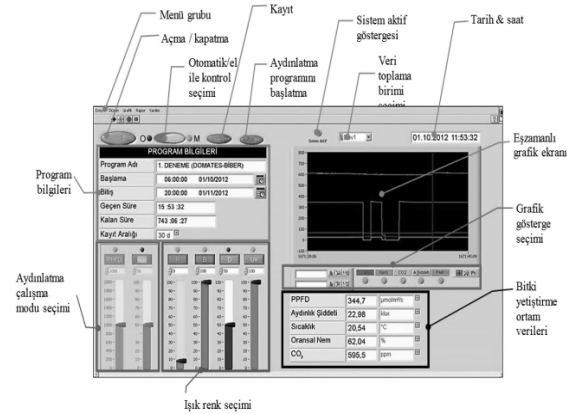 Menü grubu
Açma / kapatma
Otomatik/el
ile kontrol
seçimi
Kayıt
Aydınlatma
programını
başlatma
Sistem aktif
göstergesi
Veri
toplama
birimi
seçimi
Tarih & saat
Program
bilgileri
Aydınlatma
çalışma
modu seçimi
Işık renk seçimi
Eşzamanlı
grafik ekranı
Grafik
gösterge
seçimi
Bitki
yetiştirme
ortam
verileri
O M
01.10.2012 11:53:32
PROGRAM BİLGİLERİ
Program Adı 1. DENEME (DOMATES-BİBER)
Başlama 06:00:00 01/10/2012
Bitiş 20:00:00 01/11/2012
Geçen Süre 15:53:32
Kalan Süre 743:06:27
Kayıt Aralığı 30 d
R B D UV
PPFD 344,7 µmol/m²s
Aydınlık Şiddeti 22,98 klux
Sıcaklık 20,54 °C
Oransal Nem 62,04 %
CO₂ 595,5 ppm